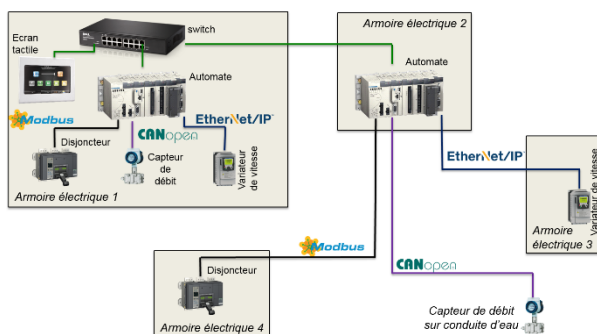 switch
Ecran
tactile
Automate
Modbus
Disjoncteur
CANopen
Capteur
de
débit
EtherNet/IP
Variateur
de vitesse
Armoire électrique 1
Armoire électrique 2
Automate
EtherNet/IP
Variateur
de vitesse
Armoire
électrique 3
Modbus
Disjoncteur
Armoire électrique 4
CANopen
Capteur de débit
sur conduite d'eau